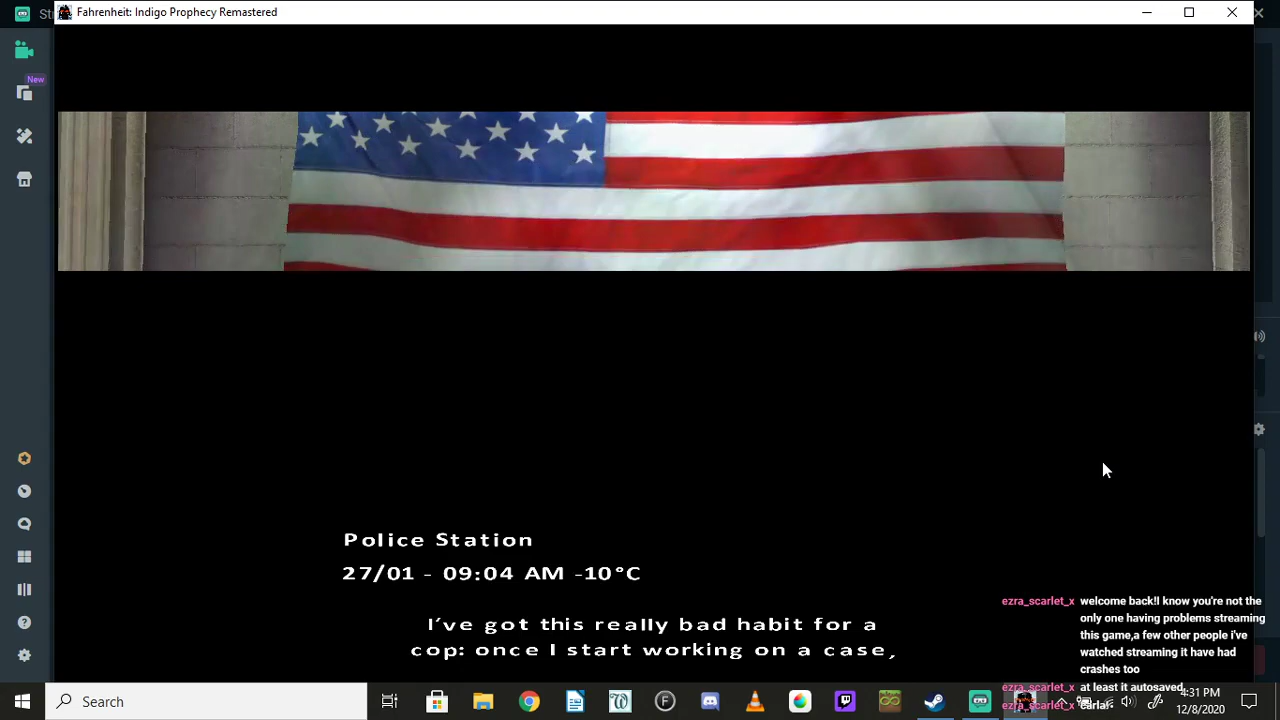 St
Fahrenheit: Indigo Prophecy Remastered
New
Police Station
27/01 - 09:04 AM -10°C
I've got this really bad habit for a
cop: once I start working on a case,
ezra_scarlet_x welcome back!I know you're not the
only one having problems streaming
this game,a few other people i've
watched streaming it have had
crashes too
ezra_scarlet_x at least it autosaved,
ezra_scarlet_x
Search
4:31 PM
12/8/2020